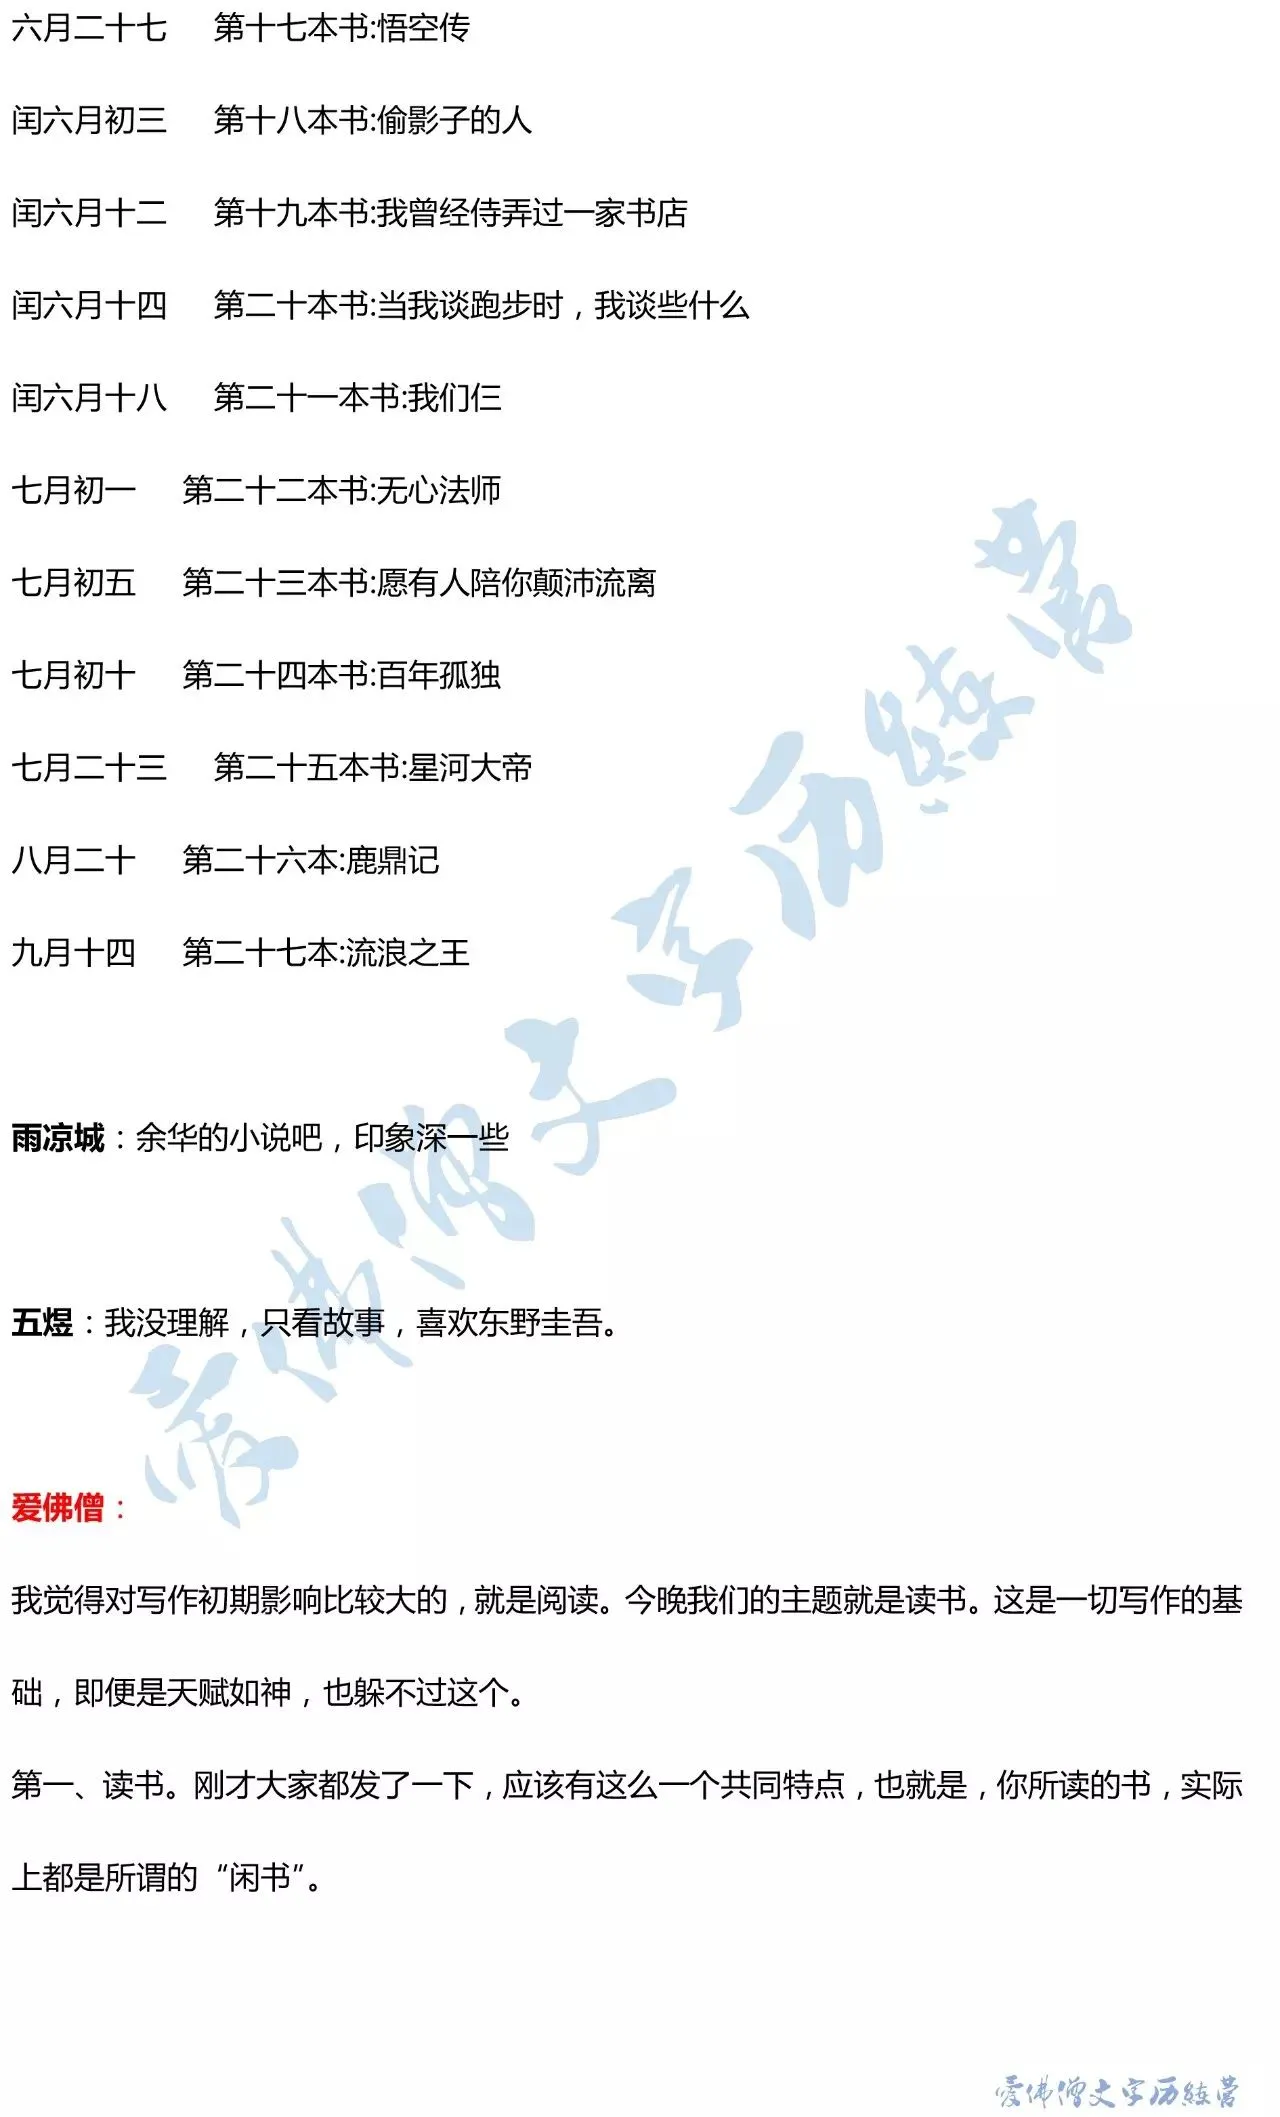 六月二十七 第十七本书:悟空传
闰六月初三 第十八本书:偷影子的人
闰六月十二 第十九本书:我曾经侍弄过一家书店
闰六月十四 第二十本书:当我谈跑步时，我谈些什么
闰六月十八 第二十一本书:我们仨
七月初一 第二十二本书:无心法师
七月初五 第二十三本书:愿有人陪你颠沛流离
七月初十 第二十四本书:百年孤独
七月二十三 第二十五本书:星河大帝
八月二十 第二十六本:鹿鼎记
九月十四 第二十七本:流浪之王
雨凉城：余华的小说吧，印象深一些
五煜：我没理解，只看故事，喜欢东野圭吾。
爱佛僧：
我觉得对写作初期影响比较大的，就是阅读。今晚我们的主题就是读书。这是一切写作的基
础，即便是天赋如神，也躲不过这个。
第一、读书。刚才大家都发了一下，应该有这么一个共同特点，也就是，你所读的书，实际
上都是所谓的“闲书”。
爱佛僧文字历练营
爱佛僧文字历练营